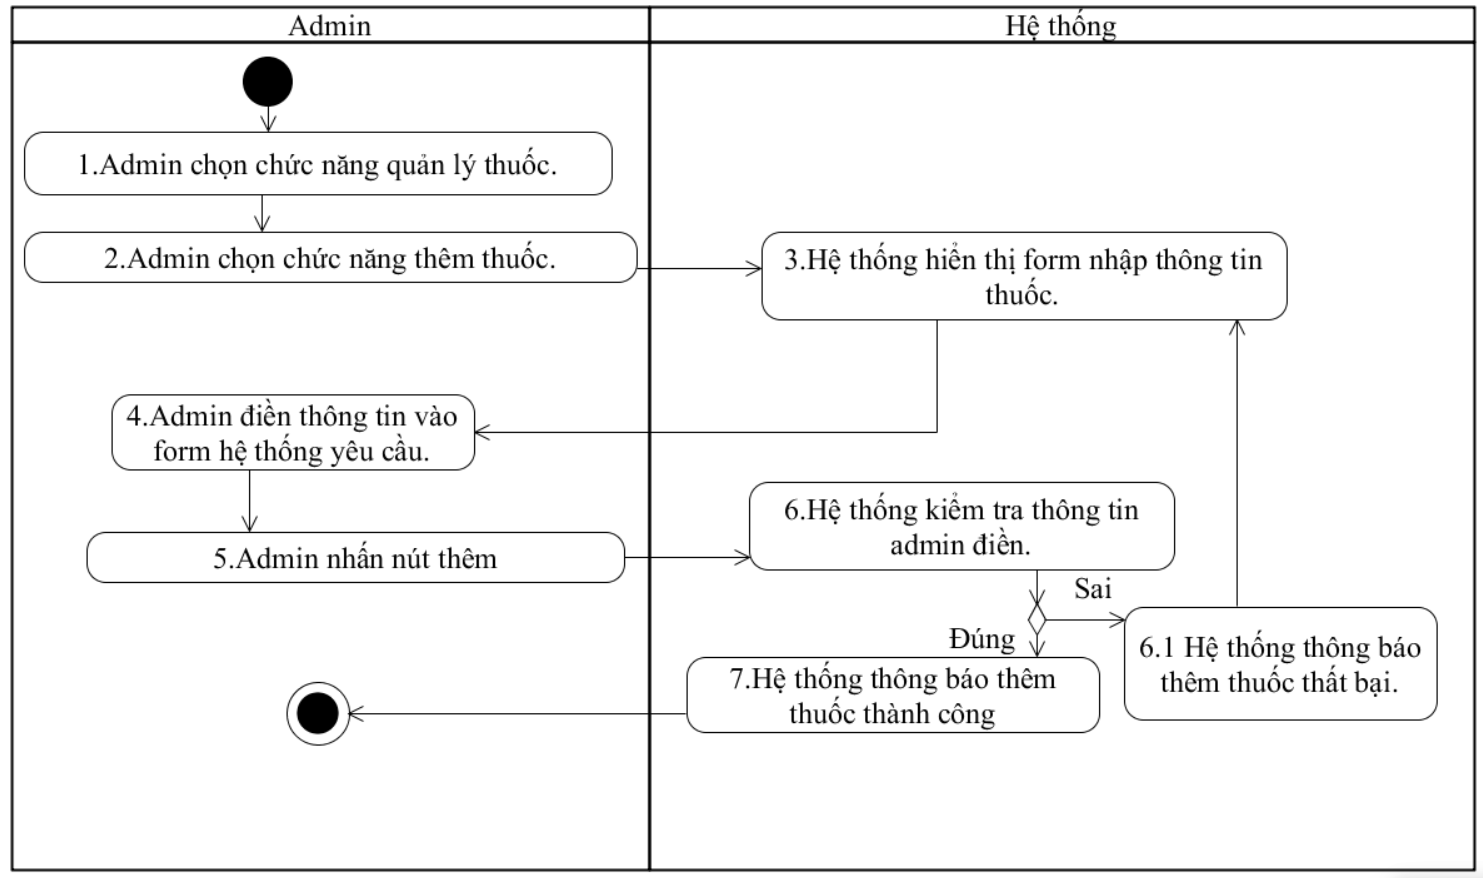 Admin
Hệ thống
1.Admin chọn chức năng quản lý thuốc.
2.Admin chọn chức năng thêm thuốc.
3.Hệ thống hiển thị form nhập thông tin
thuốc.
4.Admin điền thông tin vào
form hệ thống yêu cầu.
5.Admin nhấn nút thêm
6.Hệ thống kiểm tra thông tin
admin điền.
Sai
Đúng
6.1 Hệ thống thông báo
thêm thuốc thất bại.
7.Hệ thống thông báo thêm
thuốc thành công